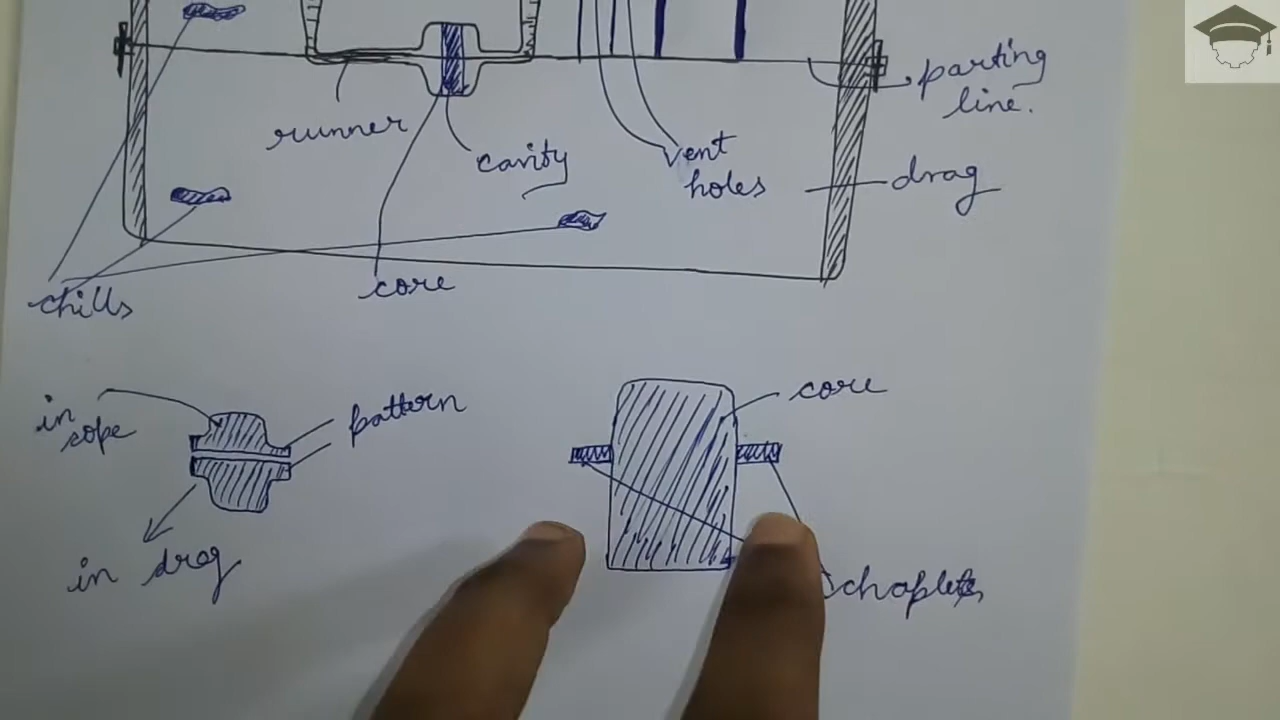 parting
line.
runner
cavity
vent
holes
drag
core
chills
in
cope
pattern
core
in drag
chaplets